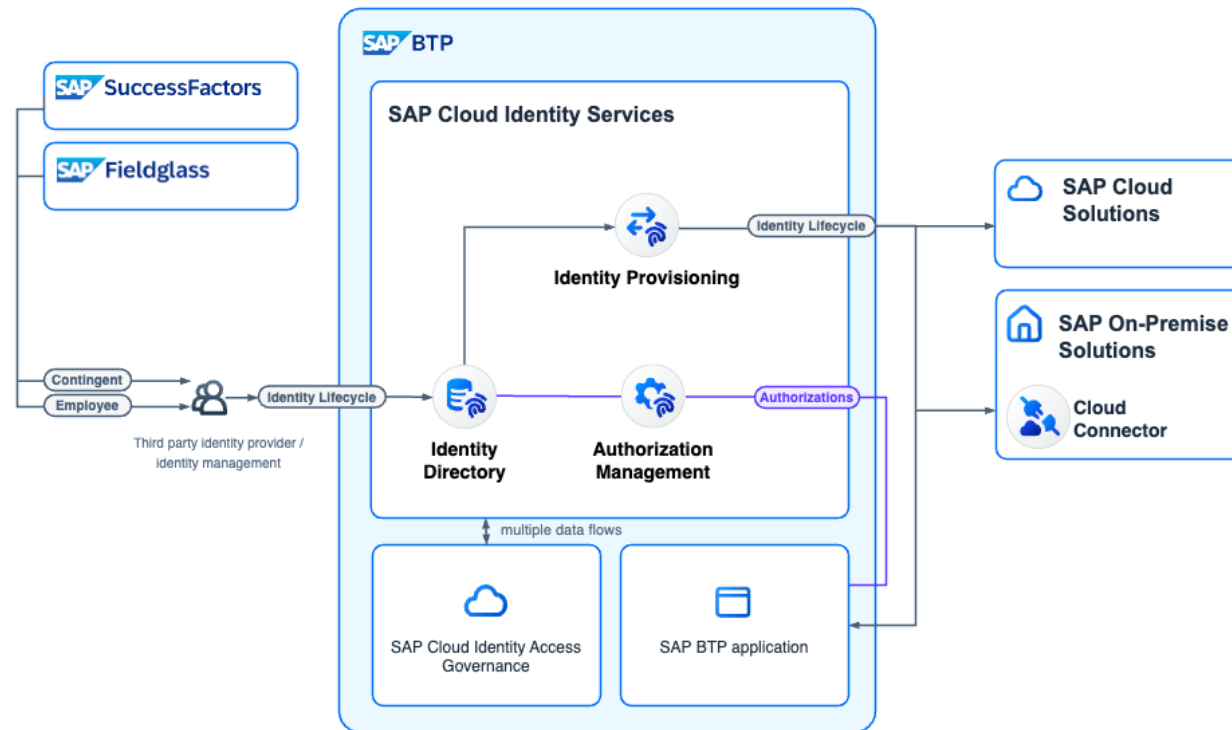 SAP BTP
SAP SuccessFactors
SAP Fieldglass
SAP Cloud Identity Services
Identity Provisioning
Identity Lifecycle
SAP Cloud
Solutions
SAP On-Premise
Solutions
Cloud
Connector
Contingent
Employee
Third party identity provider /
identity management
Identity Lifecycle
Identity
Directory
Authorization
Management
Authorizations
multiple data flows
SAP Cloud Identity Access
Governance
SAP BTP application